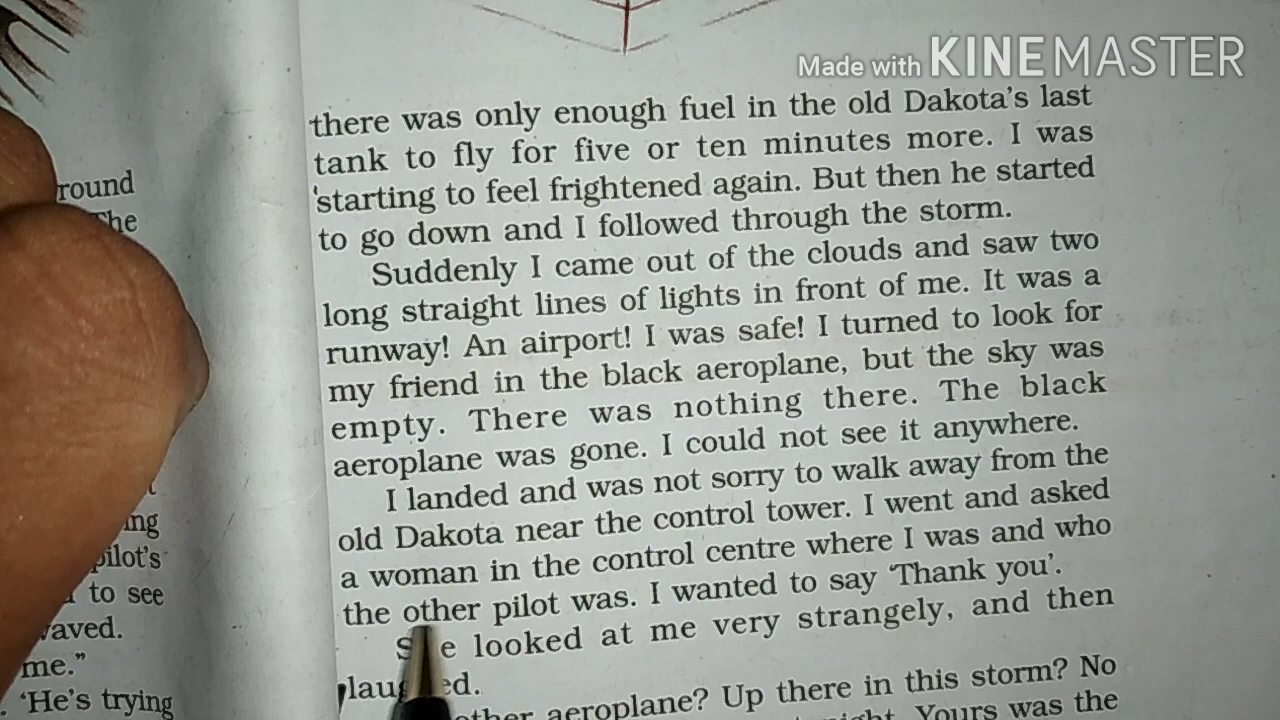 Made with KINEMASTER
round
The
ing
pilot's
to see
waved.
me."
'He's trying
there was only enough fuel in the old Dakota's last
tank to fly for five or ten minutes more. I was
starting to feel frightened again. But then he started
to go down and I followed through the storm.
Suddenly I came out of the clouds and saw two
long straight lines of lights in front of me. It was a
runway! An airport! I was safe! I turned to look for
my friend in the black aeroplane, but the sky was
empty. There was nothing there. The black
aeroplane was gone. I could not see it anywhere.
I landed and was not sorry to walk away from the
old Dakota near the control tower. I went and asked
a woman in the control centre where I was and who
the other pilot was. I wanted to say 'Thank you'.
She looked at me very strangely, and then
laughed.
other aeroplane? Up there in this storm? No
Yours was the